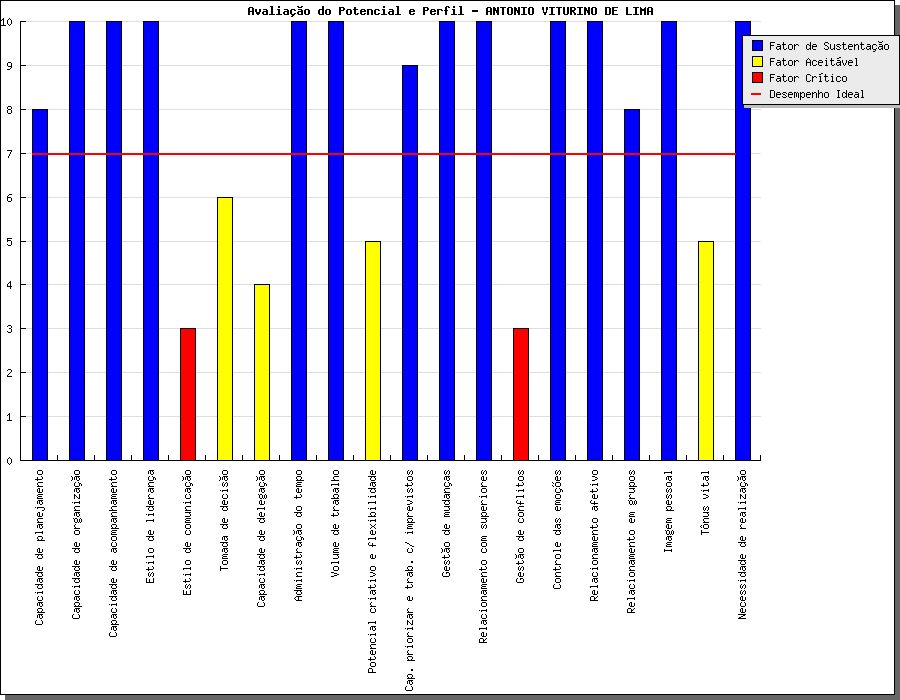 Avaliação do Potencial e Perfil - ANTONIO VITURINO DE LIMA
10
9
8
7
6
5
4
3
2
1
0
Fator de Sustentação
Fator Aceitável
Fator Crítico
Desempenho Ideal
Capacidade de planejamento
Capacidade de organização
Capacidade de acompanhamento
Estilo de liderança
Estilo de comunicação
Tomada de decisão
Capacidade de delegação
Administração do tempo
Volume de trabalho
Potencial criativo e flexibilidade
Cap. priorizar e trab. c/ imprevistos
Gestão de mudanças
Relacionamento com superiores
Gestão de conflitos
Controle das emoções
Relacionamento afetivo
Relacionamento em grupos
Imagem pessoal
Tônus vital
Necessidade de realização